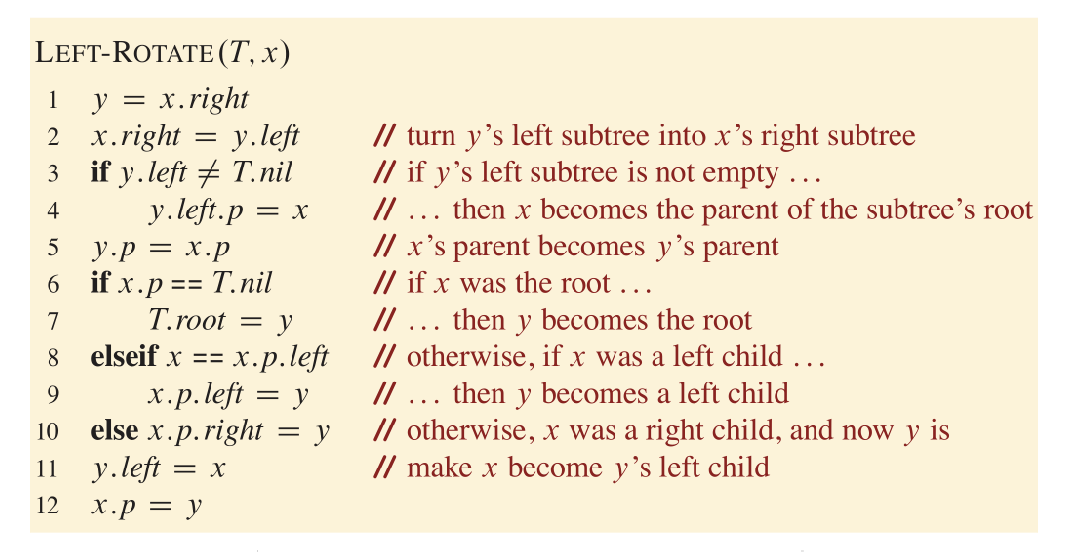 LEFT-ROTATE(T, x)
1 y = x.right
2 x.right = y.left // turn y’s left subtree into x’s right subtree
3 if y.left ≠ T.nil // if y’s left subtree is not empty . . .
4 y.left.p = x // . . . then x becomes the parent of the subtree’s root
5 y.p = x.p // x’s parent becomes y’s parent
6 if x.p == T.nil // if x was the root . . .
7 T.root = y // . . . then y becomes the root
8 elseif x == x.p.left // otherwise, if x was a left child . . .
9 x.p.left = y // . . . then y becomes a left child
10 else x.p.right = y // otherwise, x was a right child, and now y is
11 y.left = x // make x become y’s left child
12 x.p = y